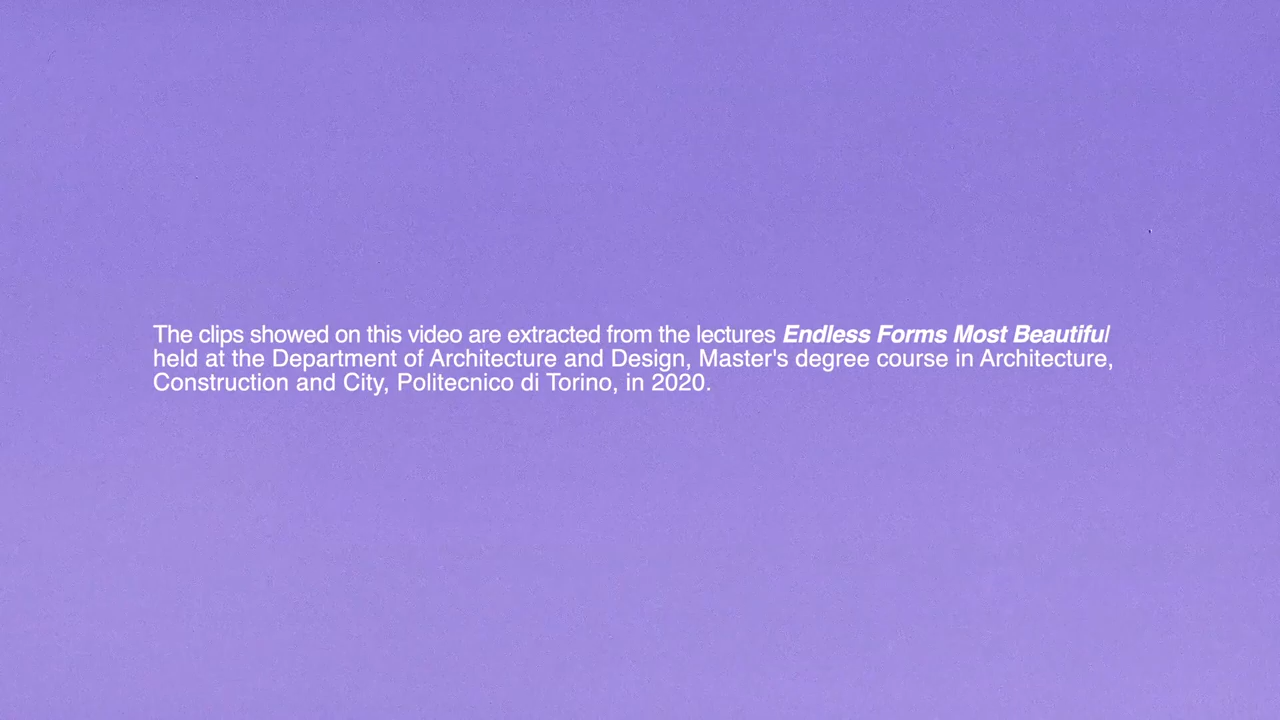 The clips showed on this video are extracted from the lectures Endless Forms Most Beautiful
held at the Department of Architecture and Design, Master's degree course in Architecture,
Construction and City, Politecnico di Torino, in 2020.